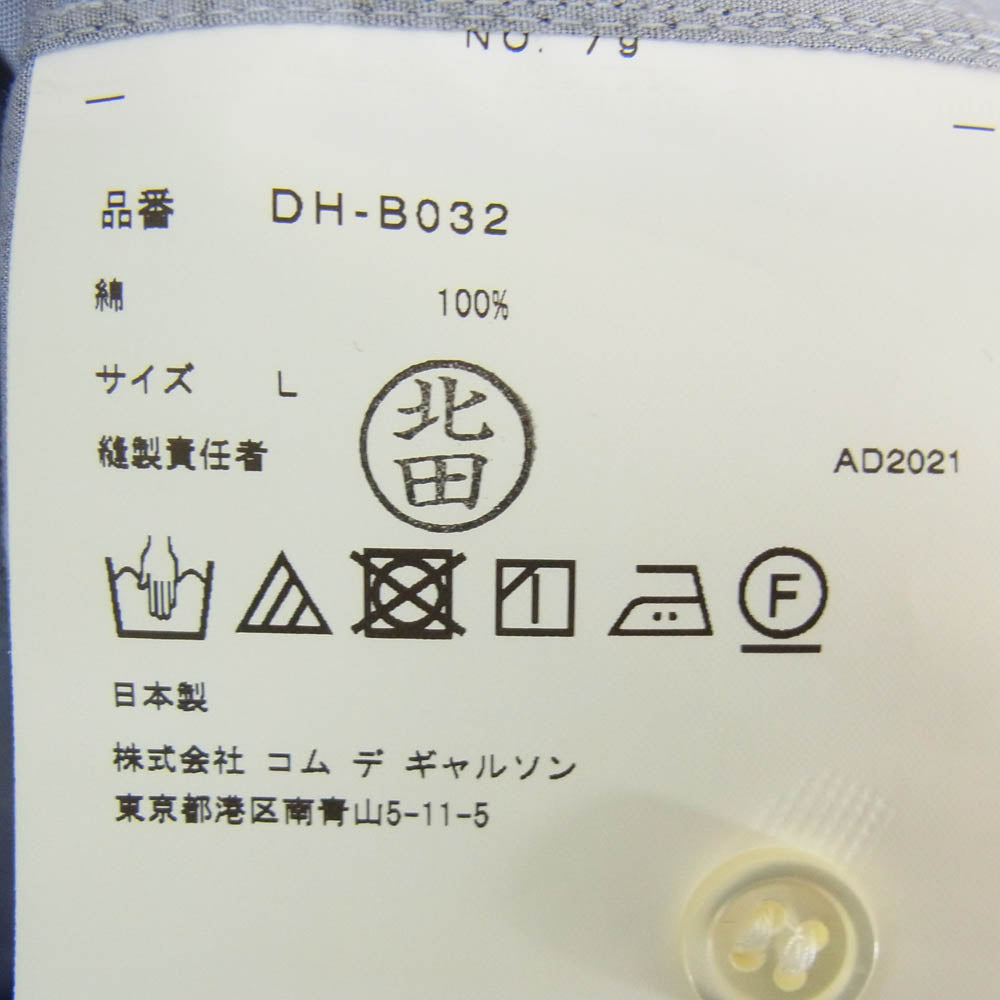 NO. 79
品番 DH-B032
綿 100%
サイズ L
北田
縫製責任者 AD2021
F
日本製
株式会社 コム デ ギャルソン
東京都港区南青山5-11-5